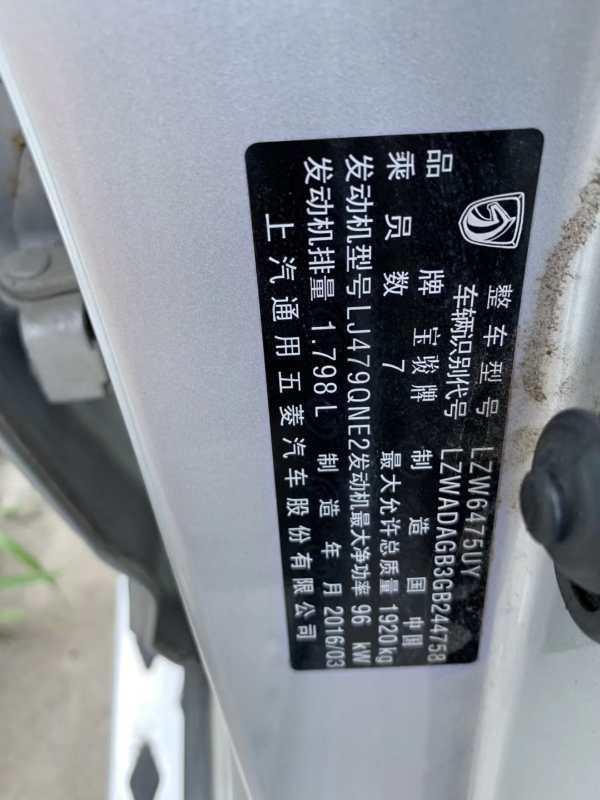 整车型号 LZW6475UY
车辆识别代号 LZWADAGB3GB244758
品牌 宝骏牌 制造国 中国
乘员数 7 最大允许总质量 1920kg
发动机型号 LJ479QNE2 发动机最大净功率 96 kW
发动机排量 1.798L 制造年月 2016/03
上汽通用五菱汽车股份有限公司